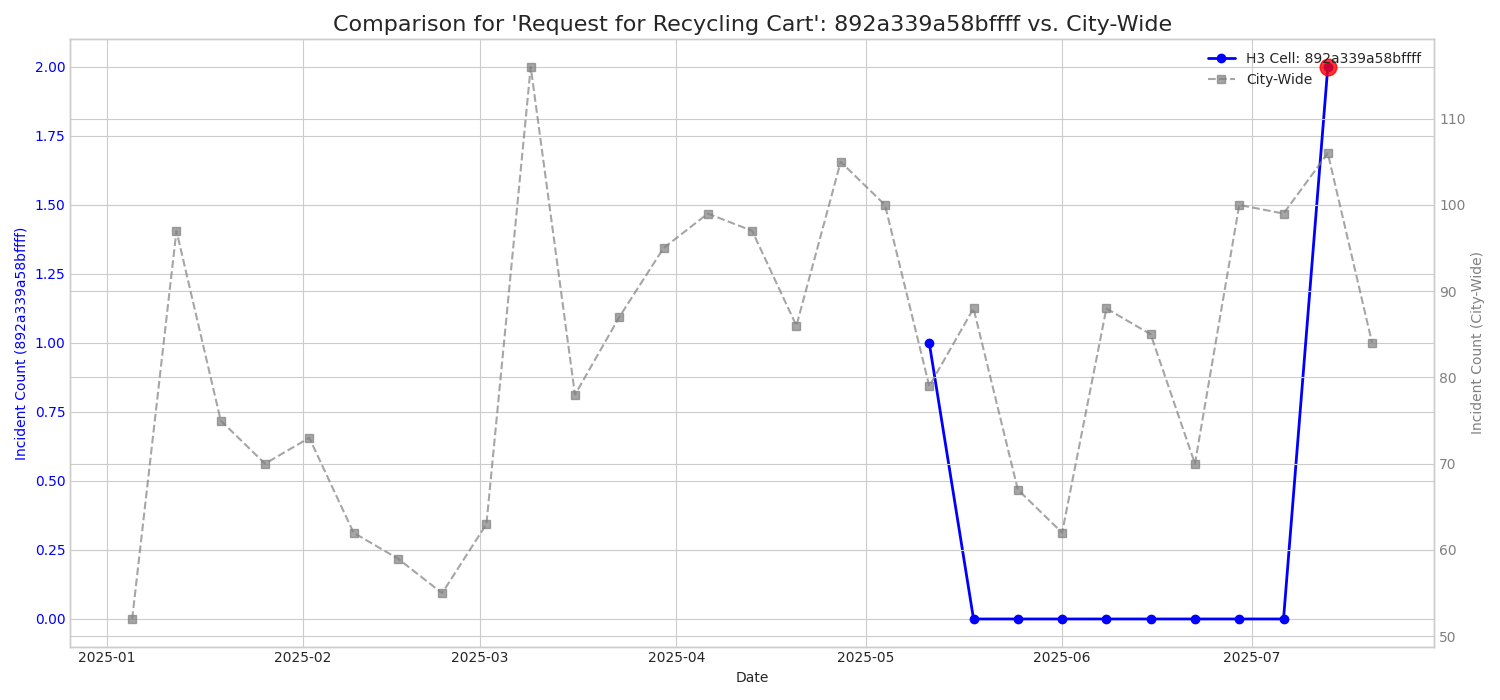 Comparison for 'Request for Recycling Cart': 892a339a58bffff vs. City-Wide
H3 Cell: 892a339a58bffff
City-Wide
2.00
1.75
1.50
1.25
1.00
0.75
0.50
0.25
0.00
Incident Count (892a339a58bffff)
110
100
90
80
70
60
50
Incident Count (City-Wide)
2025-01 2025-02 2025-03 2025-04 2025-05 2025-06 2025-07
Date